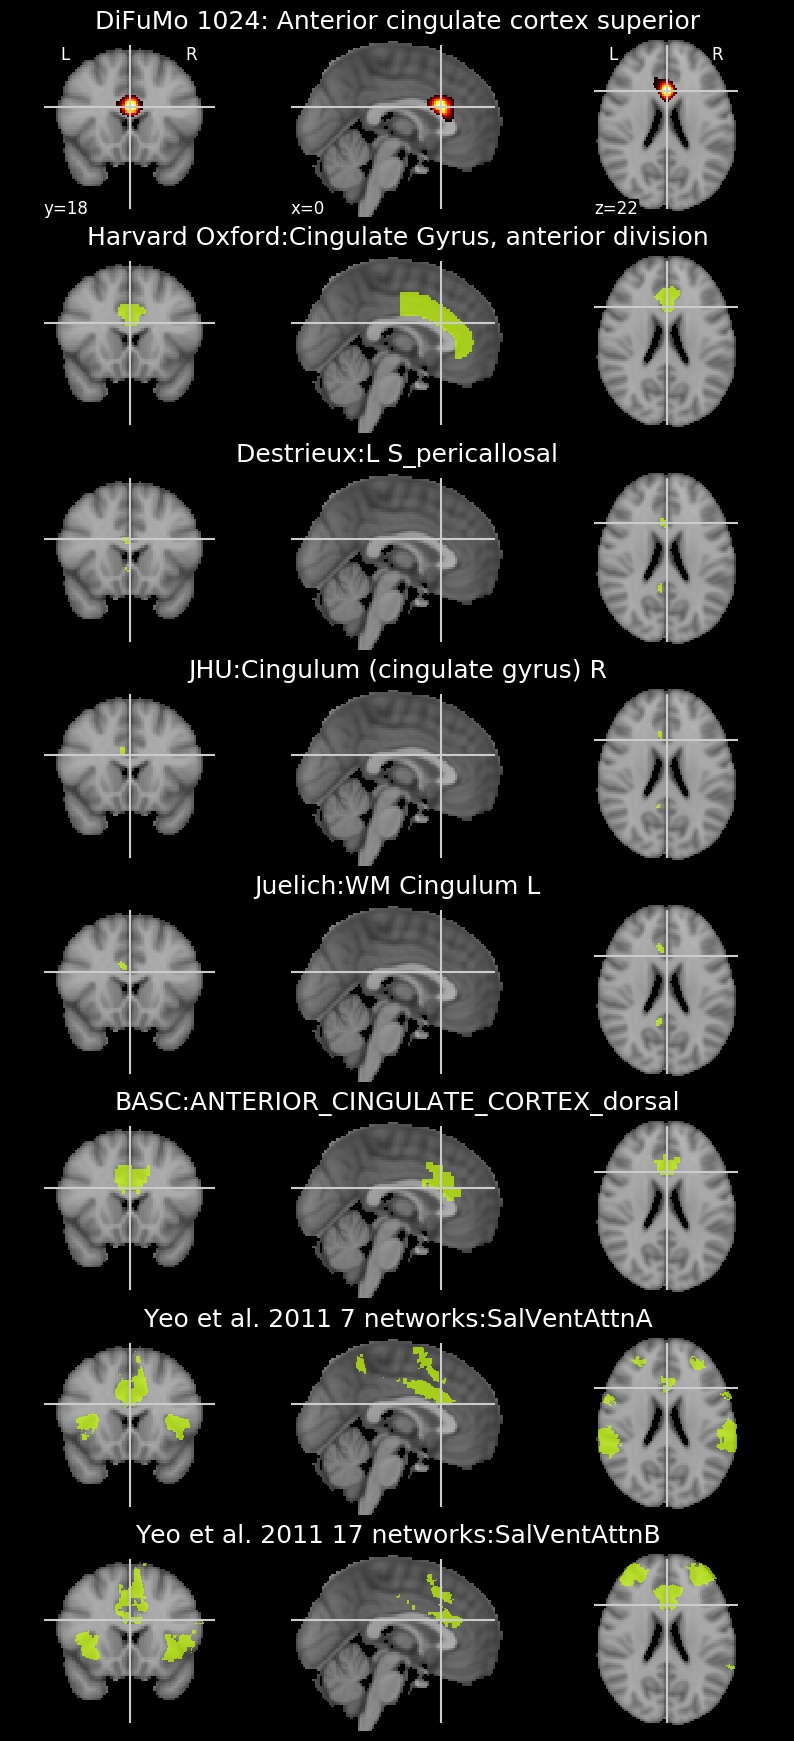 DiFuMo 1024: Anterior cingulate cortex superior
L R L R
y=18 x=0 z=22
Harvard Oxford:Cingulate Gyrus, anterior division
Destrieux:L S_pericallosal
JHU:Cingulum (cingulate gyrus) R
Juelich:WM Cingulum L
BASC:ANTERIOR_CINGULATE_CORTEX_dorsal
Yeo et al. 2011 7 networks:SalVentAttnA
Yeo et al. 2011 17 networks:SalVentAttnB